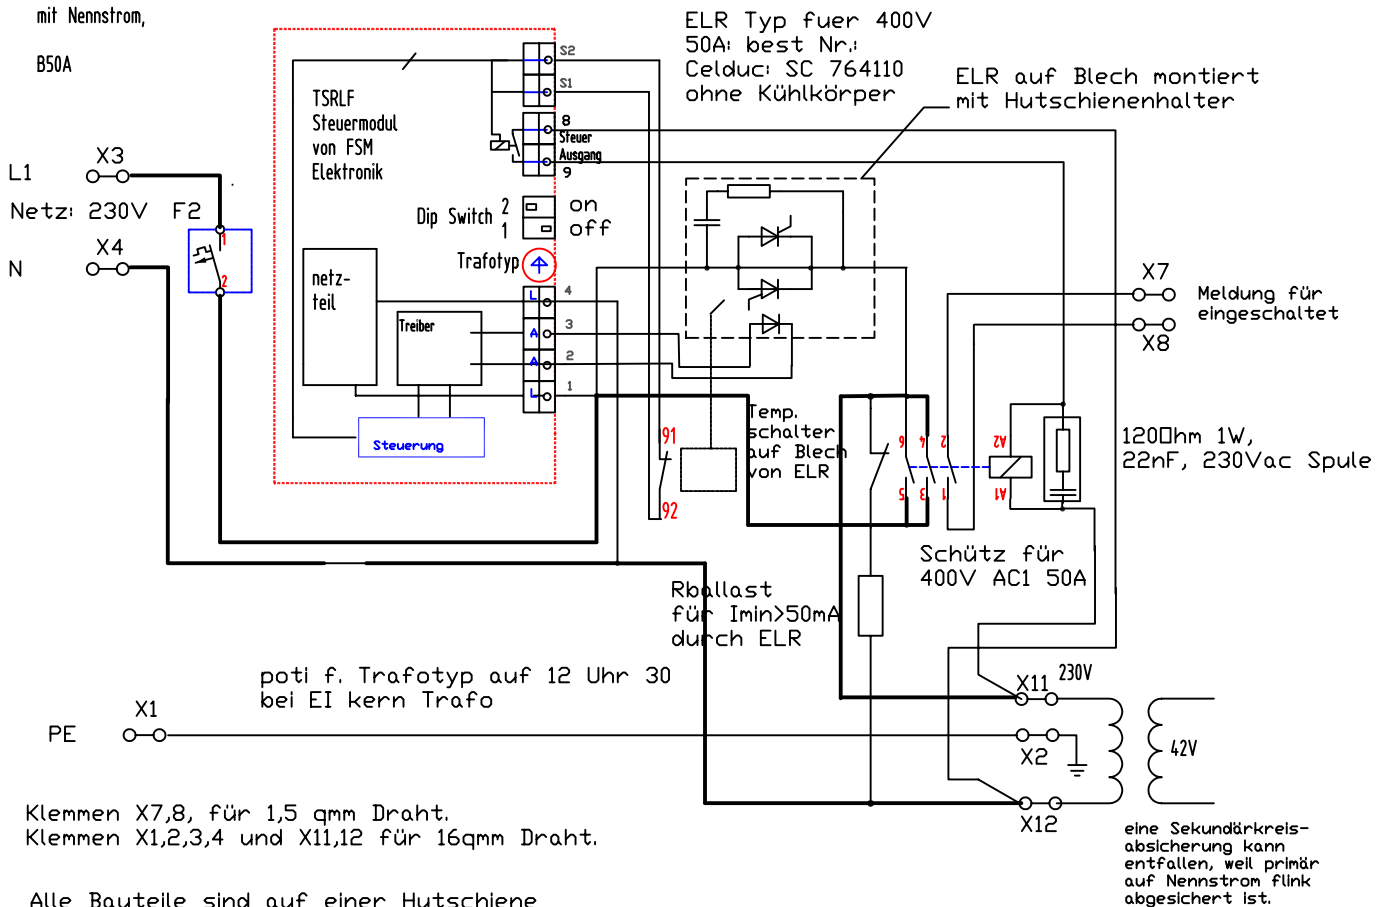 mit Nennstrom,
B50A
ELR Typ fuer 400V
50A: best Nr.:
Celduc: SC 764110
ohne Kühlkörper
ELR auf Blech montiert
mit Hutschienenhalter
TSRLF
Steuermodul
von FSM
Elektronik
S2
S1
8
Steuer
Ausgang
9
Dip Switch
2
1
on
off
Trafotyp
L1
X3
Netz: 230V
F2
1
2
N
X4
netz-
teil
Treiber
Steuerung
L
4
A
3
A
2
L
1
X7
X8
Meldung für
eingeschaltet
Temp.
schalter
auf Blech
von ELR
91
92
6
4
2
5
3
1
A2
A1
120Ohm 1W,
22nF, 230Vac Spule
Schütz für
400V AC1 50A
Rballast
für Imin>50mA
durch ELR
poti f. Trafotyp auf 12 Uhr 30
bei EI kern Trafo
PE
X1
X11
230V
X2
X12
42V
Klemmen X7,8, für 1,5 qmm Draht.
Klemmen X1,2,3,4 und X11,12 für 16qmm Draht.
eine Sekundärkreis-
absicherung kann
entfallen, weil primär
auf Nennstrom flink
abgesichert ist.
Alle Bauteile sind auf einer Hutschiene